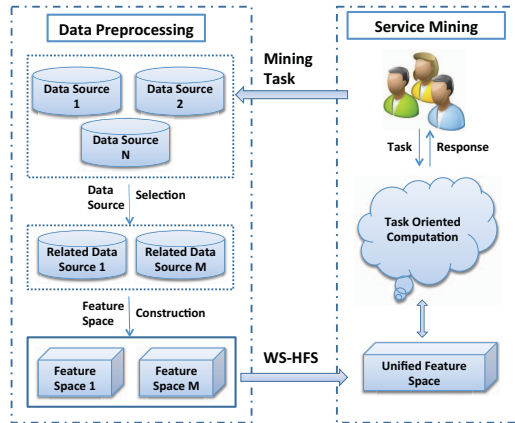 Data Preprocessing
Data Source
1
Data Source
2
Data Source
N
Data
Source
Selection
Related Data
Source 1
Related Data
Source M
Feature
Space
Construction
Feature
Space 1
Feature
Space M
Mining
Task
WS-HFS
Service Mining
Task
Response
Task Oriented
Computation
Unified Feature
Space